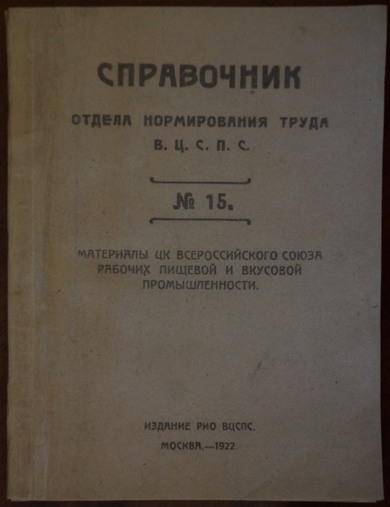 СПРАВОЧНИК
ОТДЕЛА НОРМИРОВАНИЯ ТРУДА
В. Ц. С. П. С.
№ 15.
МАТЕРИАЛЫ ЦК ВСЕРОССИЙСКОГО СОЮЗА
РАБОЧИХ ПИЩЕВОЙ И ВКУСОВОЙ
ПРОМЫШЛЕННОСТИ.
ИЗДАНИЕ РИО ВЦСПС.
МОСКВА.—1922